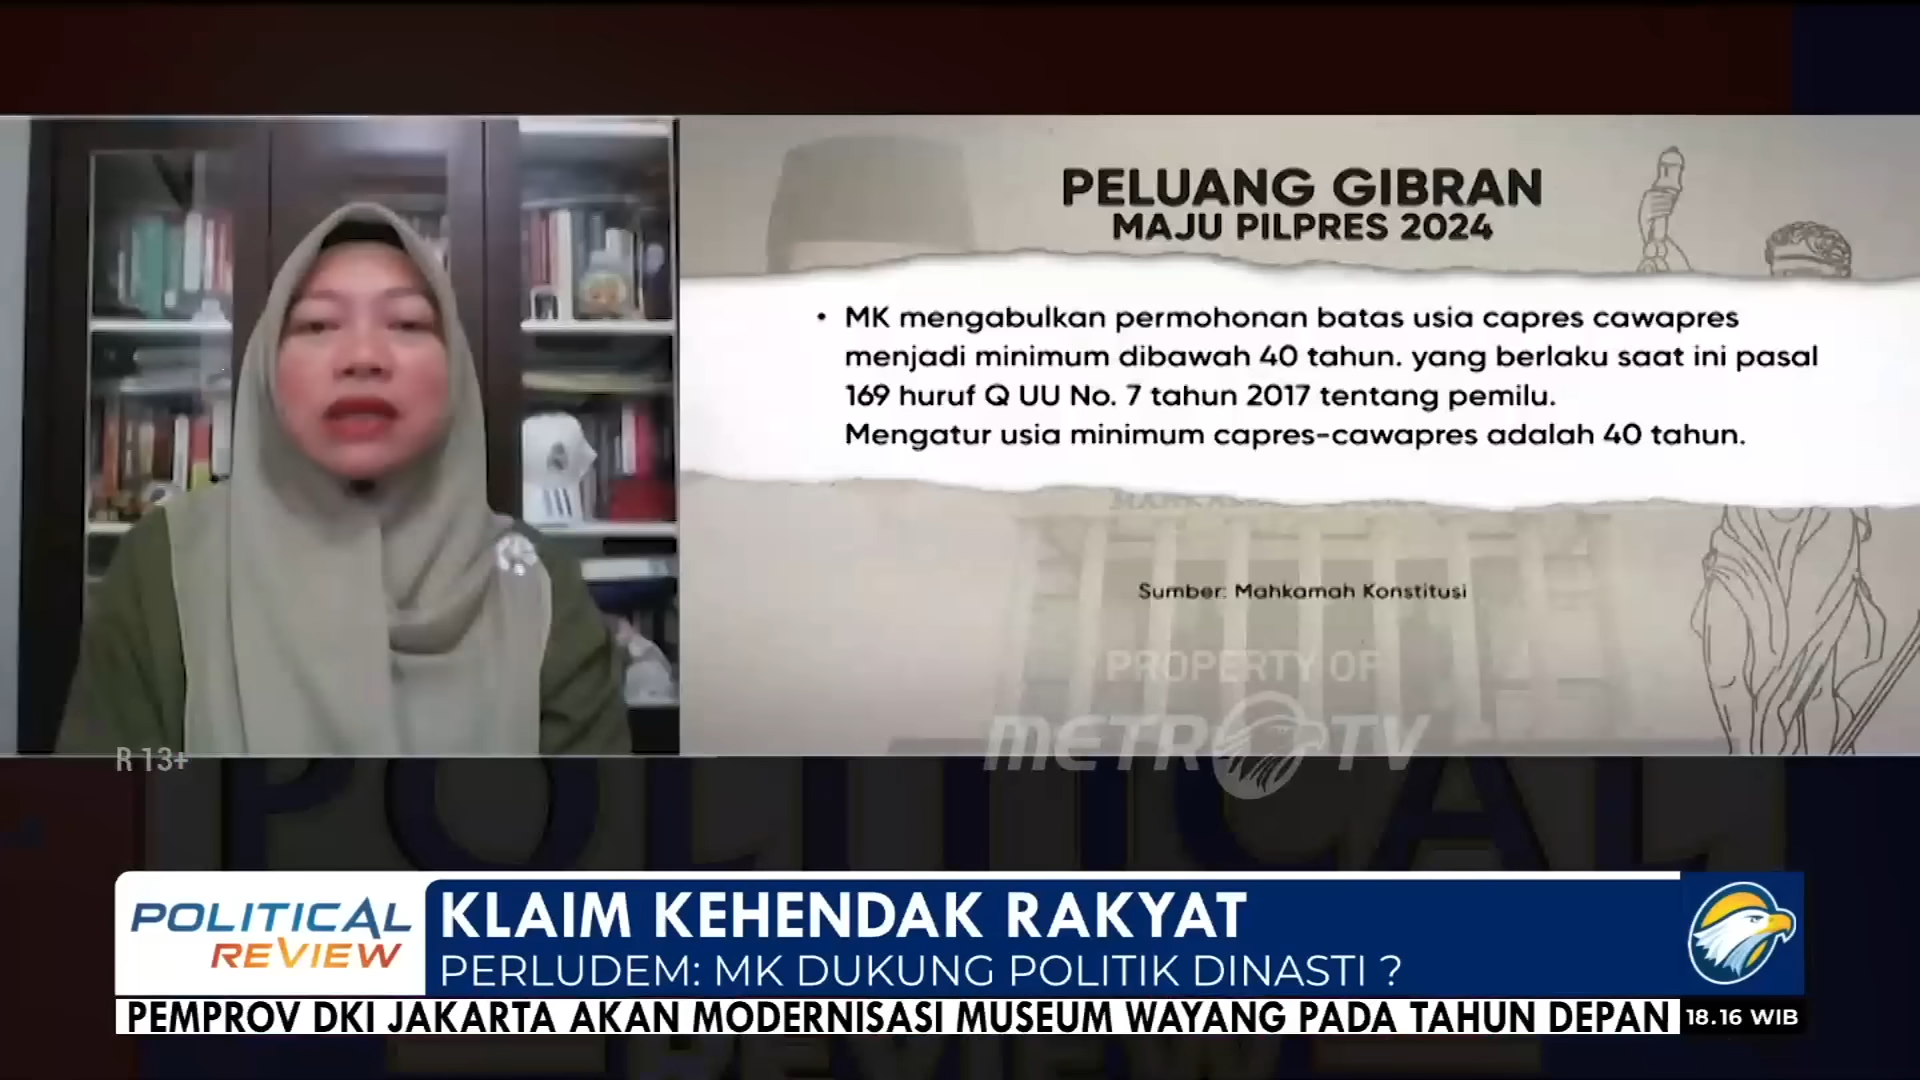 PELUANG GIBRAN
MAJU PILPRES 2024
• MK mengabulkan permohonan batas usia capres cawapres
menjadi minimum dibawah 40 tahun. yang berlaku saat ini pasal
169 huruf Q UU No. 7 tahun 2017 tentang pemilu.
Mengatur usia minimum capres-cawapres adalah 40 tahun.
Sumber: Mahkamah Konstitusi
PROPERTY OF
METRO TV
R 13+
POLITICAL
REVIEW
KLAIM KEHENDAK RAKYAT
PERLUDEM: MK DUKUNG POLITIK DINASTI ?
PEMPROV DKI JAKARTA AKAN MODERNISASI MUSEUM WAYANG PADA TAHUN DEPAN
18.16 WIB
POLITICAL
REVIEW